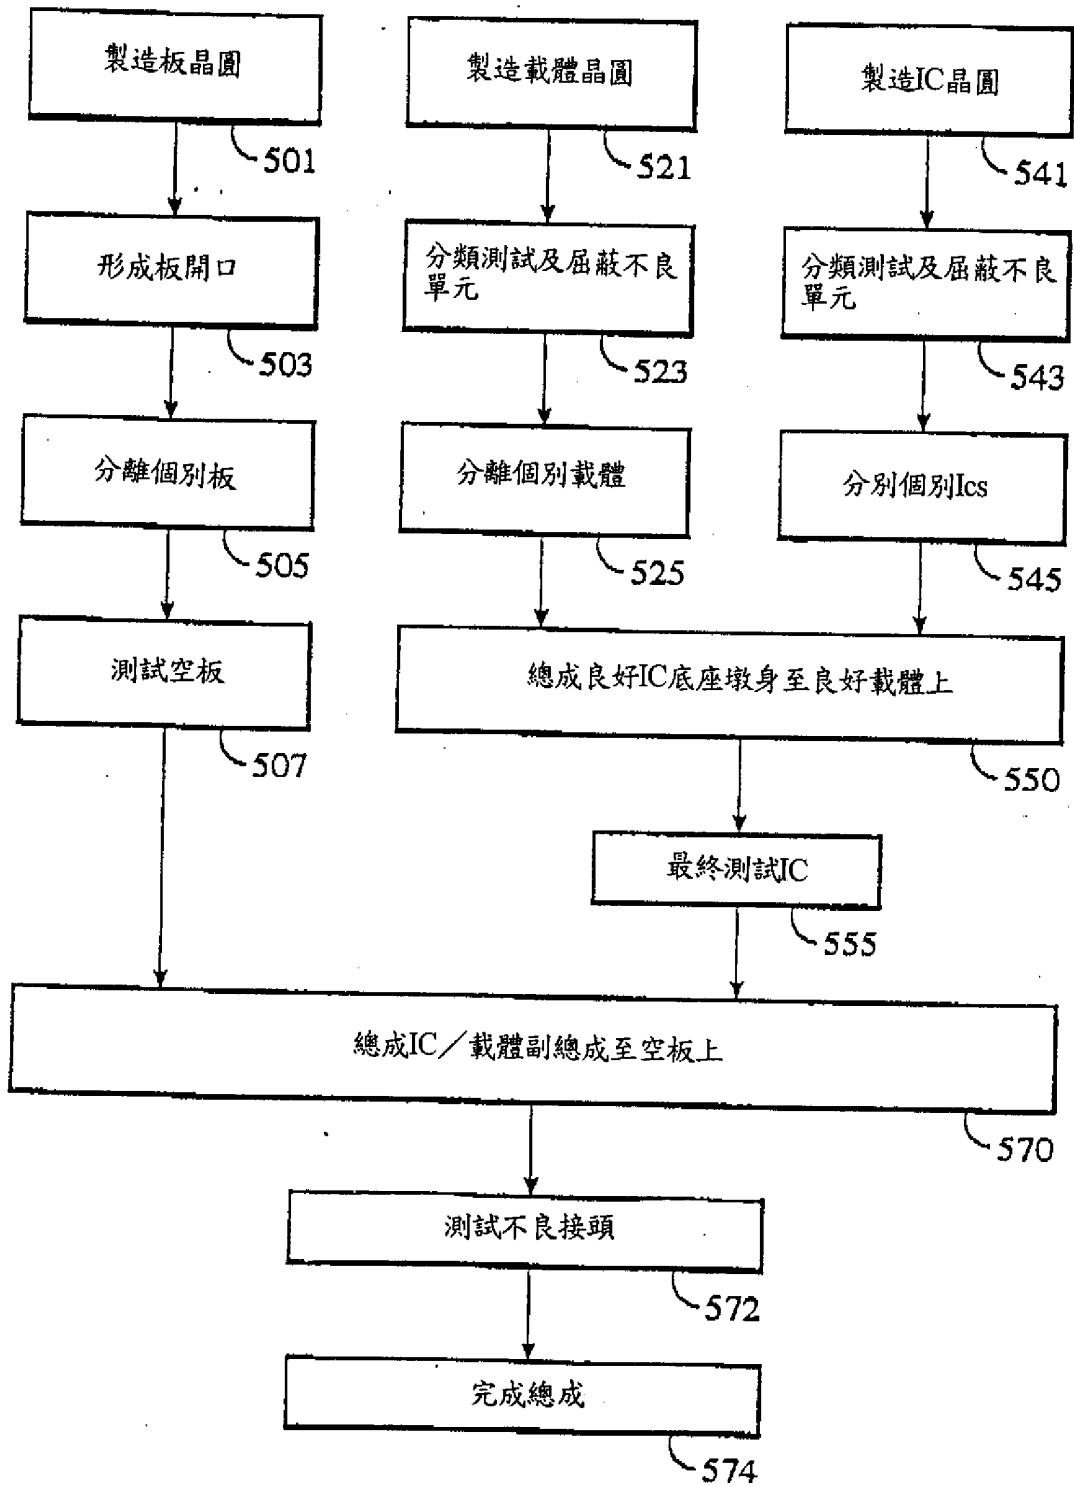 製造板晶圓
501
製造載體晶圓
521
製造IC晶圓
541
形成板開口
503
分類測試及屈蔽不良
單元
523
分類測試及屈蔽不良
單元
543
分離個別板
505
分離個別載體
525
分別個別Ics
545
測試空板
507
總成良好IC底座墩身至良好載體上
550
最終測試IC
555
總成IC／載體副總成至空板上
570
測試不良接頭
572
完成總成
574